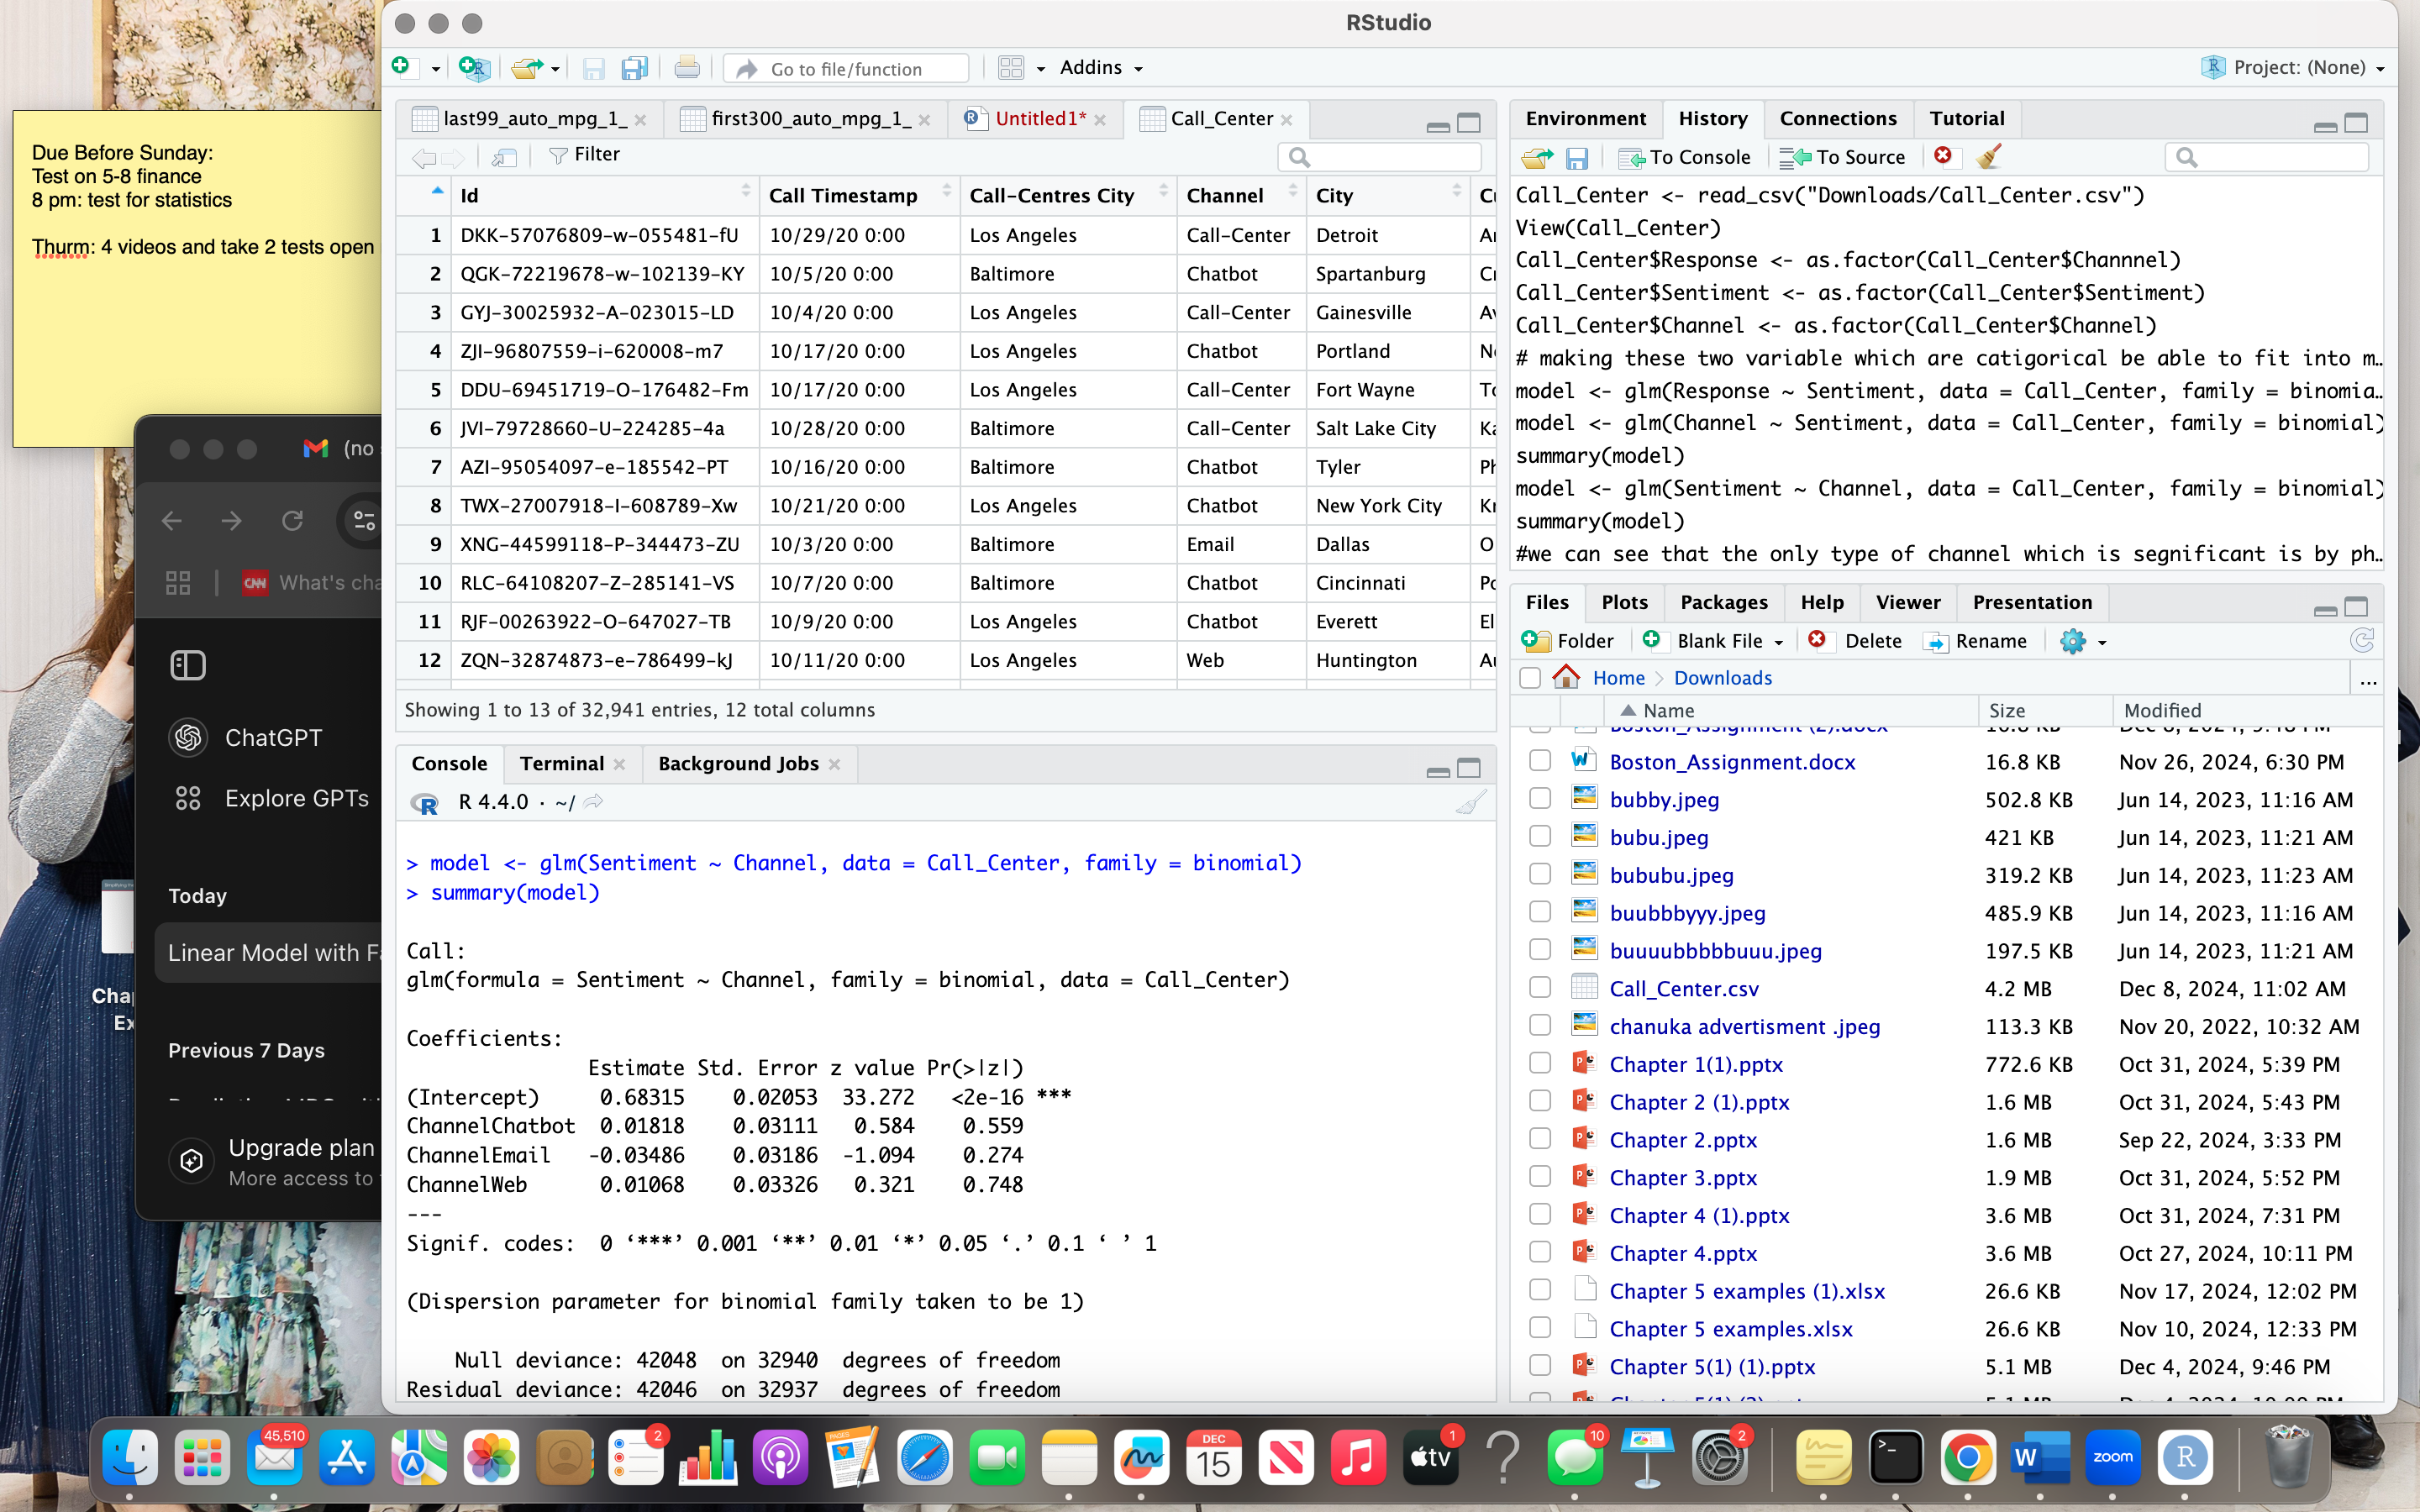 RStudio
Go to file/function
Addins
Project: (None)
Due Before Sunday:
Test on 5-8 finance
8 pm: test for statistics
Thurm: 4 videos and take 2 tests open
(no
What's cha
ChatGPT
Explore GPTs
Today
Linear Model with Fa
Previous 7 Days
Upgrade plan
More access to
last99_auto_mpg_1_
first300_auto_mpg_1_
Untitled1*
Call_Center
Filter
Id Call Timestamp Call-Centres City Channel City
1 DKK-57076809-w-055481-fU 10/29/20 0:00 Los Angeles Call-Center Detroit
2 QGK-72219678-w-102139-KY 10/5/20 0:00 Baltimore Chatbot Spartanburg
3 GYJ-30025932-A-023015-LD 10/4/20 0:00 Los Angeles Call-Center Gainesville
4 ZJI-96807559-i-620008-m7 10/17/20 0:00 Los Angeles Chatbot Portland
5 DDU-69451719-O-176482-Fm 10/17/20 0:00 Los Angeles Call-Center Fort Wayne
6 JVI-79728660-U-224285-4a 10/28/20 0:00 Baltimore Call-Center Salt Lake City
7 AZI-95054097-e-185542-PT 10/16/20 0:00 Baltimore Chatbot Tyler
8 TWX-27007918-I-608789-Xw 10/21/20 0:00 Los Angeles Chatbot New York City
9 XNG-44599118-P-344473-ZU 10/3/20 0:00 Baltimore Email Dallas
10 RLC-64108207-Z-285141-VS 10/7/20 0:00 Baltimore Chatbot Cincinnati
11 RJF-00263922-O-647027-TB 10/9/20 0:00 Los Angeles Chatbot Everett
12 ZQN-32874873-e-786499-kJ 10/11/20 0:00 Los Angeles Web Huntington
Showing 1 to 13 of 32,941 entries, 12 total columns
Console
Terminal
Background Jobs
R 4.4.0 · ~/
> model <- glm(Sentiment ~ Channel, data = Call_Center, family = binomial)
> summary(model)
Call:
glm(formula = Sentiment ~ Channel, family = binomial, data = Call_Center)
Coefficients:
Estimate Std. Error z value Pr(>|z|)
(Intercept) 0.68315 0.02053 33.272 <2e-16 ***
ChannelChatbot 0.01818 0.03111 0.584 0.559
ChannelEmail -0.03486 0.03186 -1.094 0.274
ChannelWeb 0.01068 0.03326 0.321 0.748
---
Signif. codes: 0 ‘***’ 0.001 ‘**’ 0.01 ‘*’ 0.05 ‘.’ 0.1 ‘ ’ 1
(Dispersion parameter for binomial family taken to be 1)
Null deviance: 42048 on 32940 degrees of freedom
Residual deviance: 42046 on 32937 degrees of freedom
Environment
History
Connections
Tutorial
To Console
To Source
Call_Center <- read_csv("Downloads/Call_Center.csv")
View(Call_Center)
Call_Center$Response <- as.factor(Call_Center$Channnel)
Call_Center$Sentiment <- as.factor(Call_Center$Sentiment)
Call_Center$Channel <- as.factor(Call_Center$Channel)
# making these two variable which are catigorical be able to fit into m…
model <- glm(Response ~ Sentiment, data = Call_Center, family = binomia…
model <- glm(Channel ~ Sentiment, data = Call_Center, family = binomial)
summary(model)
model <- glm(Sentiment ~ Channel, data = Call_Center, family = binomial)
summary(model)
#we can see that the only type of channel which is segnificant is by ph…
Files
Plots
Packages
Help
Viewer
Presentation
Folder
Blank File
Delete
Rename
Home
Downloads
...
Name Size Modified
Boston_Assignment.docx 16.8 KB Nov 26, 2024, 6:30 PM
bubby.jpeg 502.8 KB Jun 14, 2023, 11:16 AM
bubu.jpeg 421 KB Jun 14, 2023, 11:21 AM
bububu.jpeg 319.2 KB Jun 14, 2023, 11:23 AM
buubbbyyy.jpeg 485.9 KB Jun 14, 2023, 11:16 AM
buuuubbbbbuuu.jpeg 197.5 KB Jun 14, 2023, 11:21 AM
Call_Center.csv 4.2 MB Dec 8, 2024, 11:02 AM
chanuka advertisment .jpeg 113.3 KB Nov 20, 2022, 10:32 AM
Chapter 1(1).pptx 772.6 KB Oct 31, 2024, 5:39 PM
Chapter 2 (1).pptx 1.6 MB Oct 31, 2024, 5:43 PM
Chapter 2.pptx 1.6 MB Sep 22, 2024, 3:33 PM
Chapter 3.pptx 1.9 MB Oct 31, 2024, 5:52 PM
Chapter 4 (1).pptx 3.6 MB Oct 31, 2024, 7:31 PM
Chapter 4.pptx 3.6 MB Oct 27, 2024, 10:11 PM
Chapter 5 examples (1).xlsx 26.6 KB Nov 17, 2024, 12:02 PM
Chapter 5 examples.xlsx 26.6 KB Nov 10, 2024, 12:33 PM
Chapter 5(1) (1).pptx 5.1 MB Dec 4, 2024, 9:46 PM
45,510
2
PAGES
DEC
15
tv
1
10
2
W
zoom
R